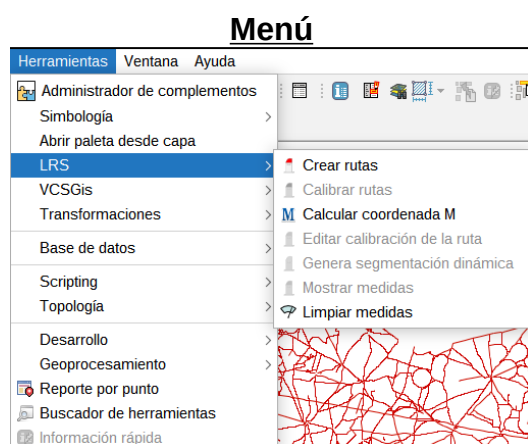 Menú
Herramientas Ventana Ayuda
Administrador de complementos
Simbología
Abrir paleta desde capa
LRS
VCSGis
Transformaciones
Base de datos
Scripting
Topología
Desarrollo
Geoprocesamiento
Reporte por punto
Buscador de herramientas
Información rápida
Crear rutas
Calibrar rutas
M Calcular coordenada M
Editar calibración de la ruta
Genera segmentación dinámica
Mostrar medidas
Limpiar medidas